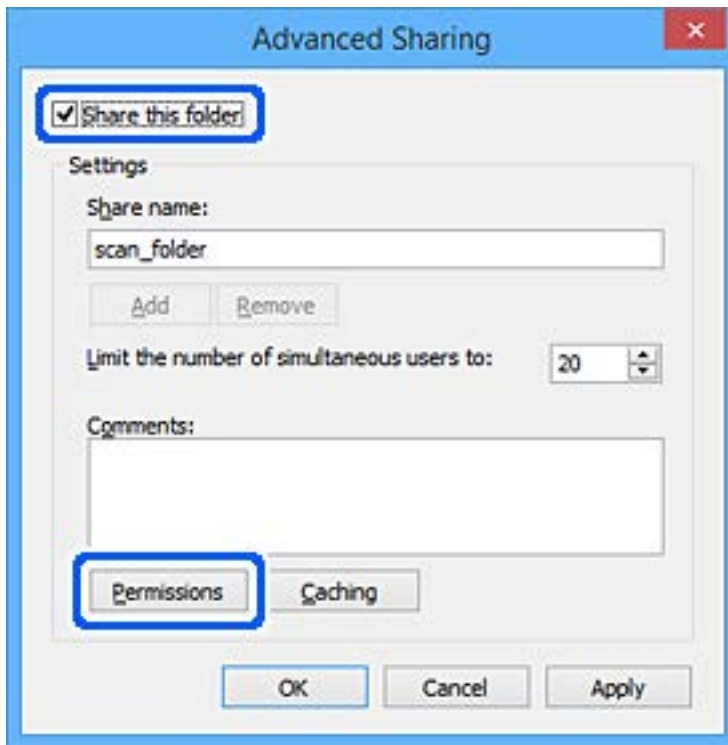 Advanced Sharing
Share this folder
Settings
Share name:
scan_folder
Add Remove
Limit the number of simultaneous users to: 20
Comments:
Permissions Caching
OK Cancel Apply